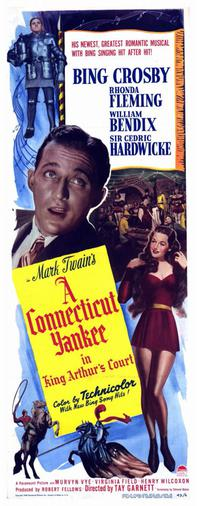 HIS NEWEST, GREATEST ROMANTIC MUSICAL
WITH BING SINGING HIT AFTER HIT!
BING CROSBY
RHONDA
FLEMING
WILLIAM
BENDIX
SIR CEDRIC
HARDWICKE
in Mark Twain's
A
Connecticut
Yankee
in
King Arthur's Court
Color by Technicolor
With New Bing Song Hits!
A Paramount Picture with MURVYN VYE · VIRGINIA FIELD · HENRY WILCOXON
Produced by ROBERT FELLOWS · Directed by TAY GARNETT